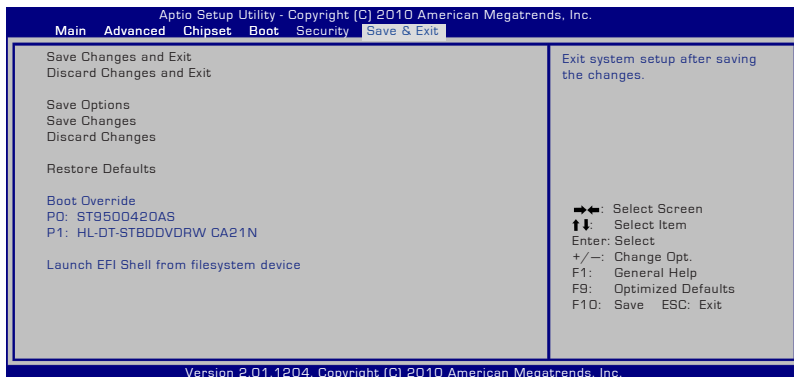 Aptio Setup Utility - Copyright (C) 2010 American Megatrends, Inc.
Main Advanced Chipset Boot Security Save & Exit
Save Changes and Exit
Discard Changes and Exit
Save Options
Save Changes
Discard Changes
Restore Defaults
Boot Override
P0: ST9500420AS
P1: HL-DT-STBDDVDRW CA21N
Launch EFI Shell from filesystem device
Exit system setup after saving
the changes.
→←: Select Screen
↑↓: Select Item
Enter: Select
+/—: Change Opt.
F1: General Help
F9: Optimized Defaults
F10: Save ESC: Exit
Version 2.01.1204. Copyright (C) 2010 American Megatrends, Inc.